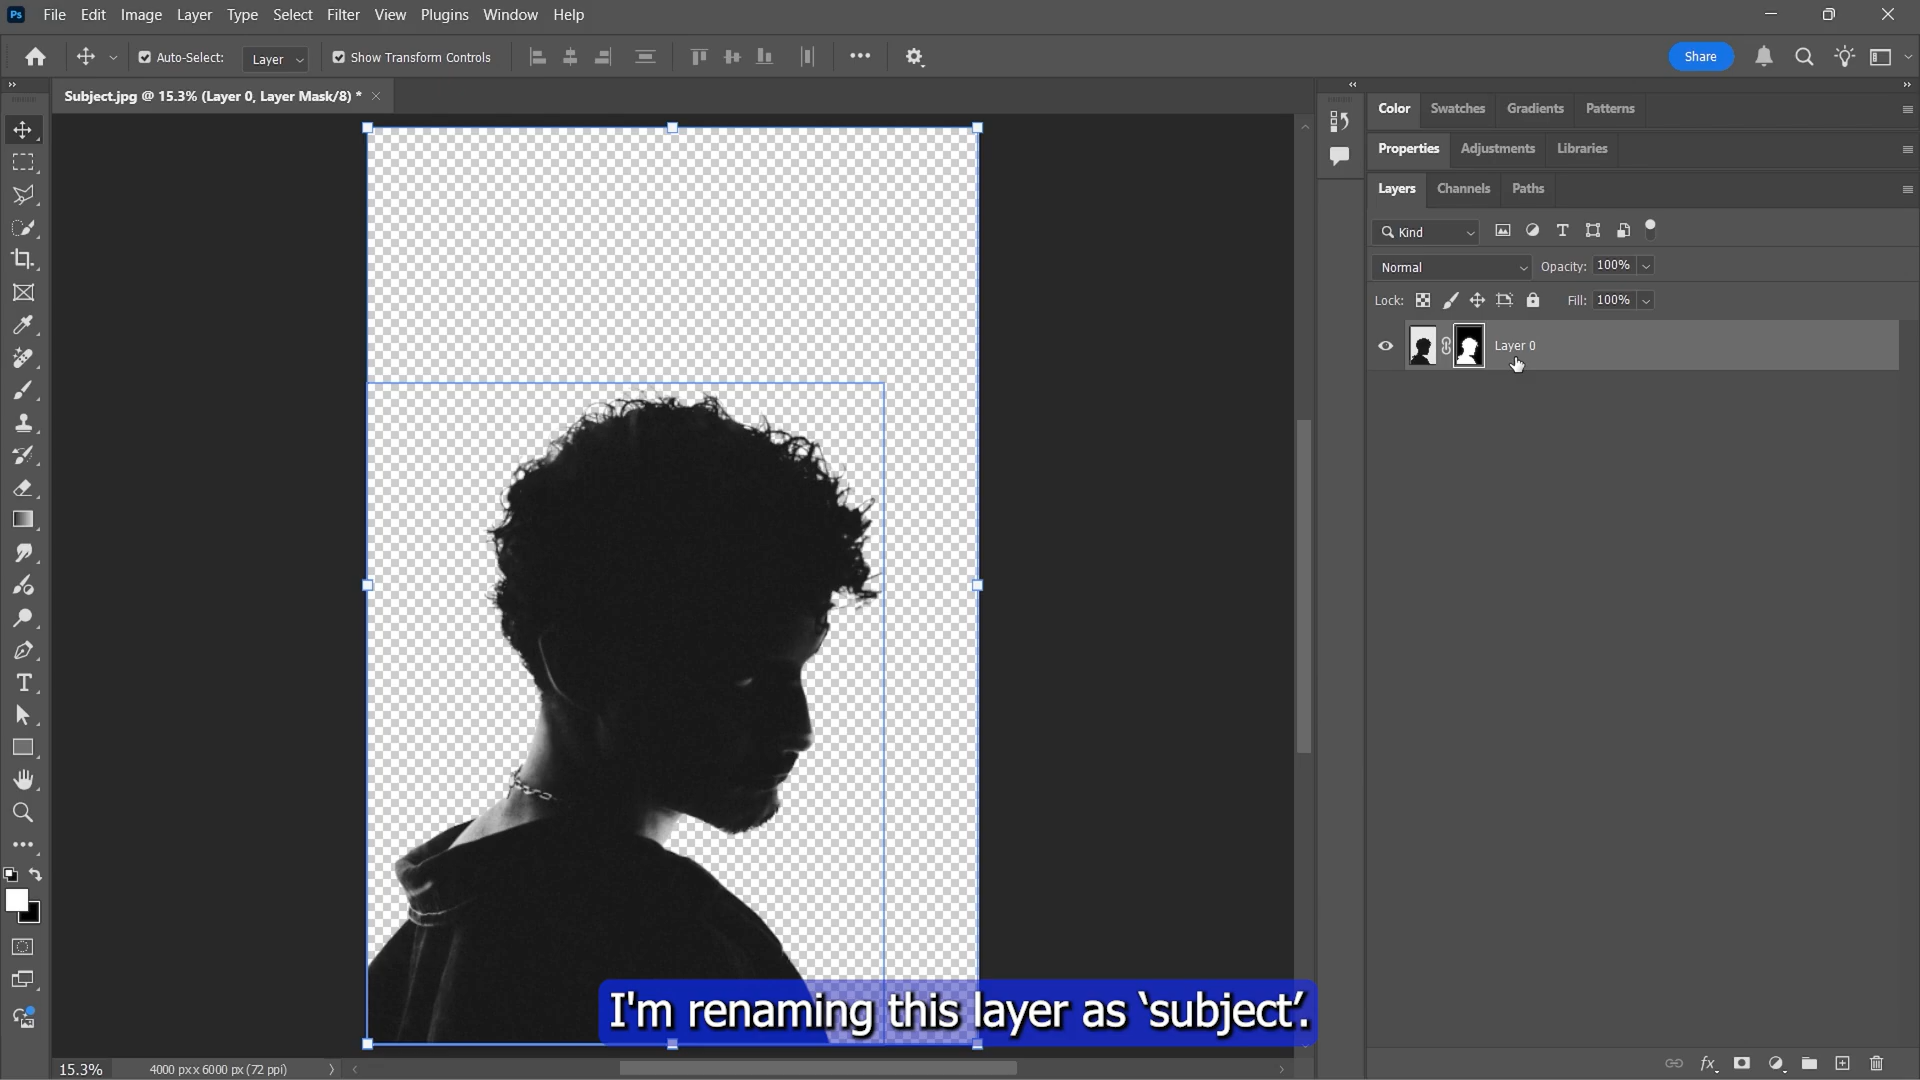 Ps File Edit Image Layer Type Select Filter View Plugins Window Help
Auto-Select: Layer Show Transform Controls Share
Subject.jpg @ 15.3% (Layer 0, Layer Mask/8) *
Color Swatches Gradients Patterns
Properties Adjustments Libraries
Layers Channels Paths
Kind
Normal Opacity: 100%
Lock: Fill: 100%
Layer 0
I'm renaming this layer as ‘subject’.
15.3% 4000 px x 6000 px (72 ppi)
fx